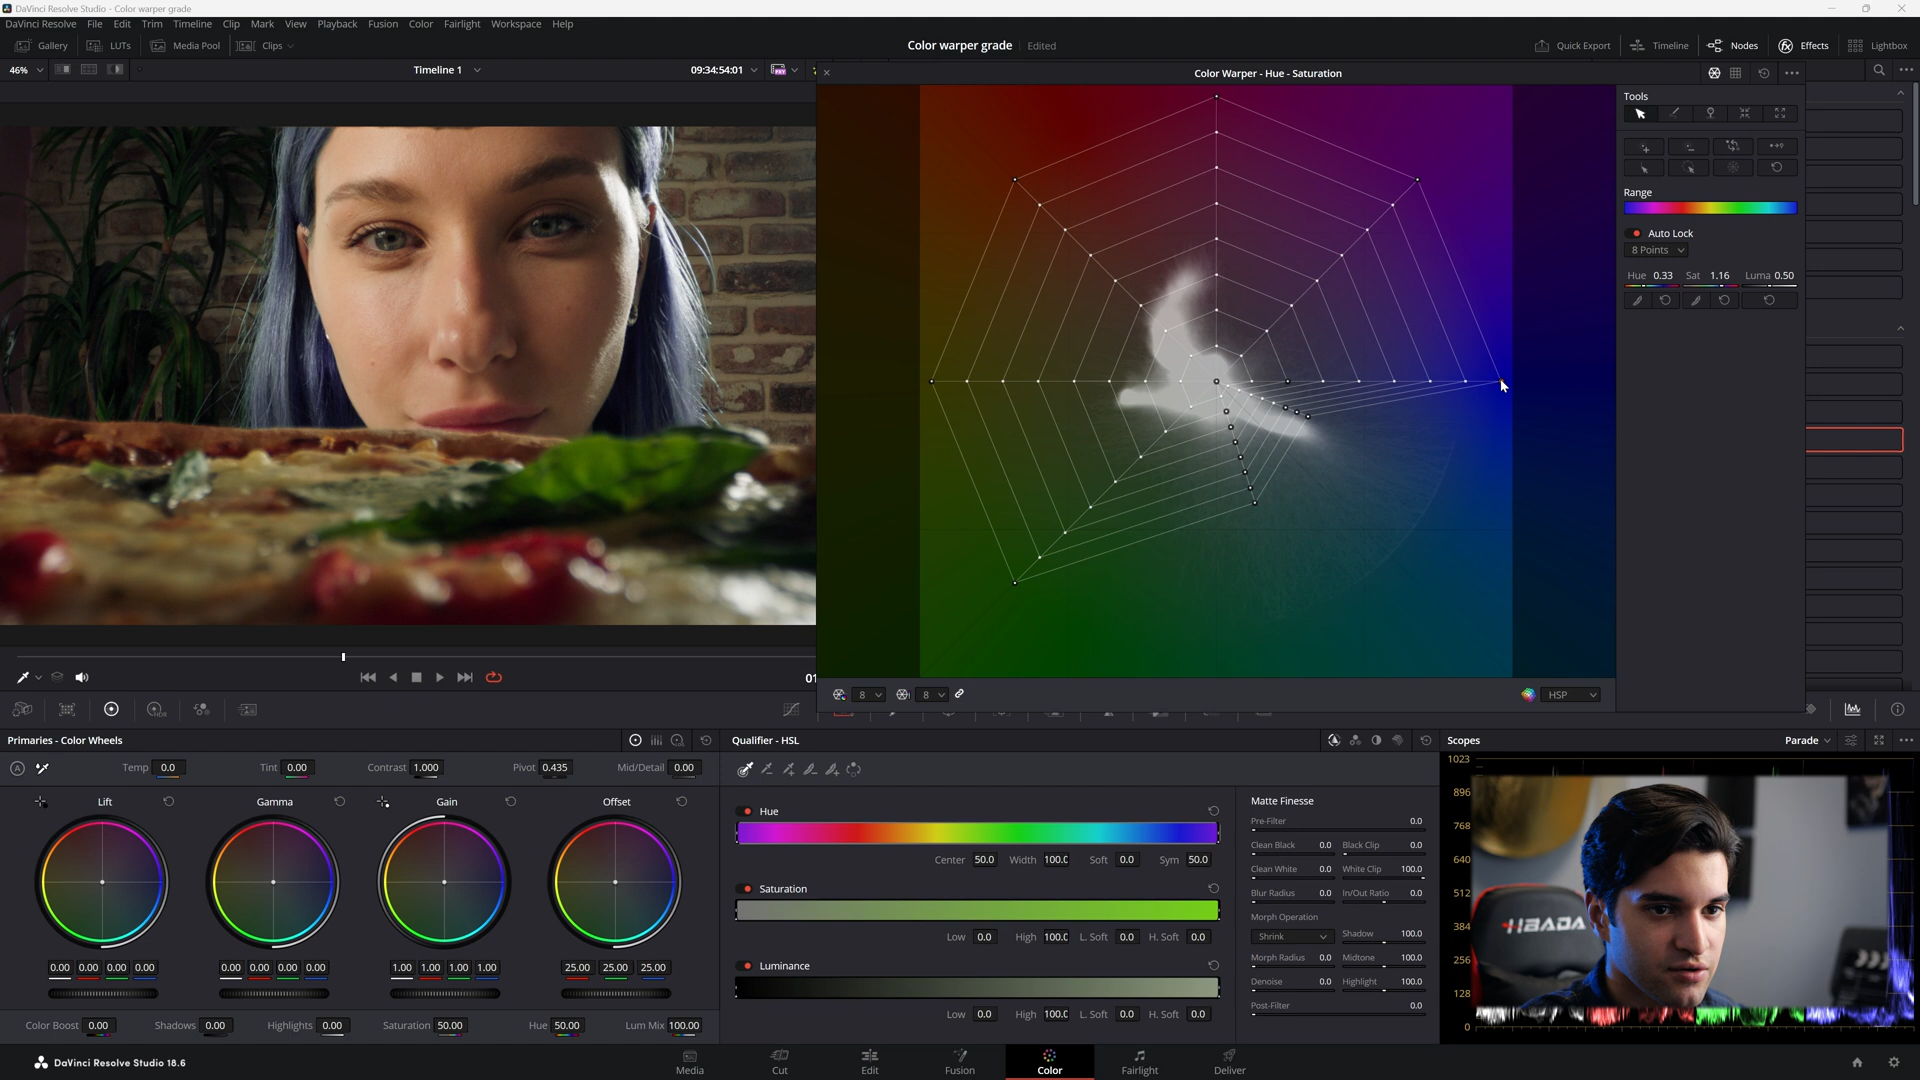 DaVinci Resolve Studio - Color warper grade
DaVinci Resolve File Edit Trim Timeline Clip Mark View Playback Fusion Color Fairlight Workspace Help
Gallery LUTs Media Pool Clips Color warper grade Edited Quick Export Timeline Nodes Effects Lightbox
46% Timeline 1 09:34:54:01
Color Warper - Hue - Saturation
Tools
Range
Auto Lock
8 Points
Hue 0.33 Sat 1.16 Luma 0.50
01
8 8 HSP
Primaries - Color Wheels
Temp 0.0 Tint 0.00 Contrast 1.000 Pivot 0.435 Mid/Detail 0.00
Lift Gamma Gain Offset
0.00 0.00 0.00 0.00 0.00 0.00 0.00 0.00 1.00 1.00 1.00 1.00 25.00 25.00 25.00
Color Boost 0.00 Shadows 0.00 Highlights 0.00 Saturation 50.00 Hue 50.00 Lum Mix 100.00
Qualifier - HSL
Hue
Center 50.0 Width 100.0 Soft 0.0 Sym 50.0
Saturation
Low 0.0 High 100.0 L. Soft 0.0 H. Soft 0.0
Luminance
Low 0.0 High 100.0 L. Soft 0.0 H. Soft 0.0
Matte Finesse
Pre-Filter 0.0
Clean Black 0.0 Black Clip 0.0
Clean White 0.0 White Clip 100.0
Blur Radius 0.0 In/Out Ratio 0.0
Morph Operation
Shrink Shadow 100.0
Morph Radius 0.0 Midtone 100.0
Denoise 0.0 Highlight 100.0
Post-Filter 0.0
Scopes Parade
1023
896
768
640
512
384
256
128
0
HBADA
DaVinci Resolve Studio 18.6
Media Cut Edit Fusion Color Fairlight Deliver